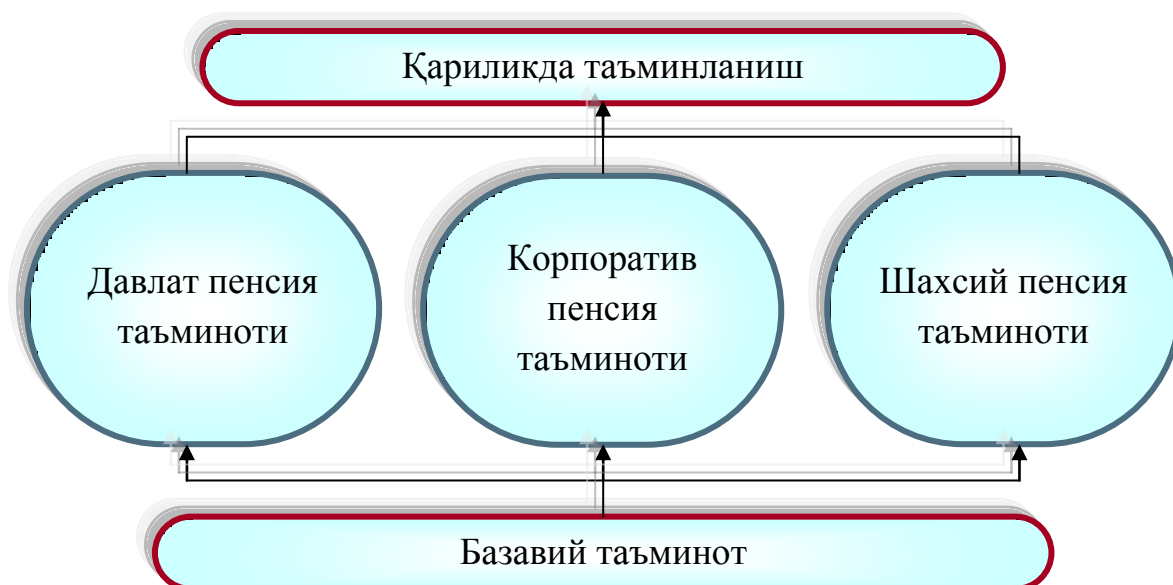 Қариликда таъминланиш
Давлат пенсия
таъминоти
Корпоратив
пенсия
таъминоти
Шахсий пенсия
таъминоти
Базавий таъминот